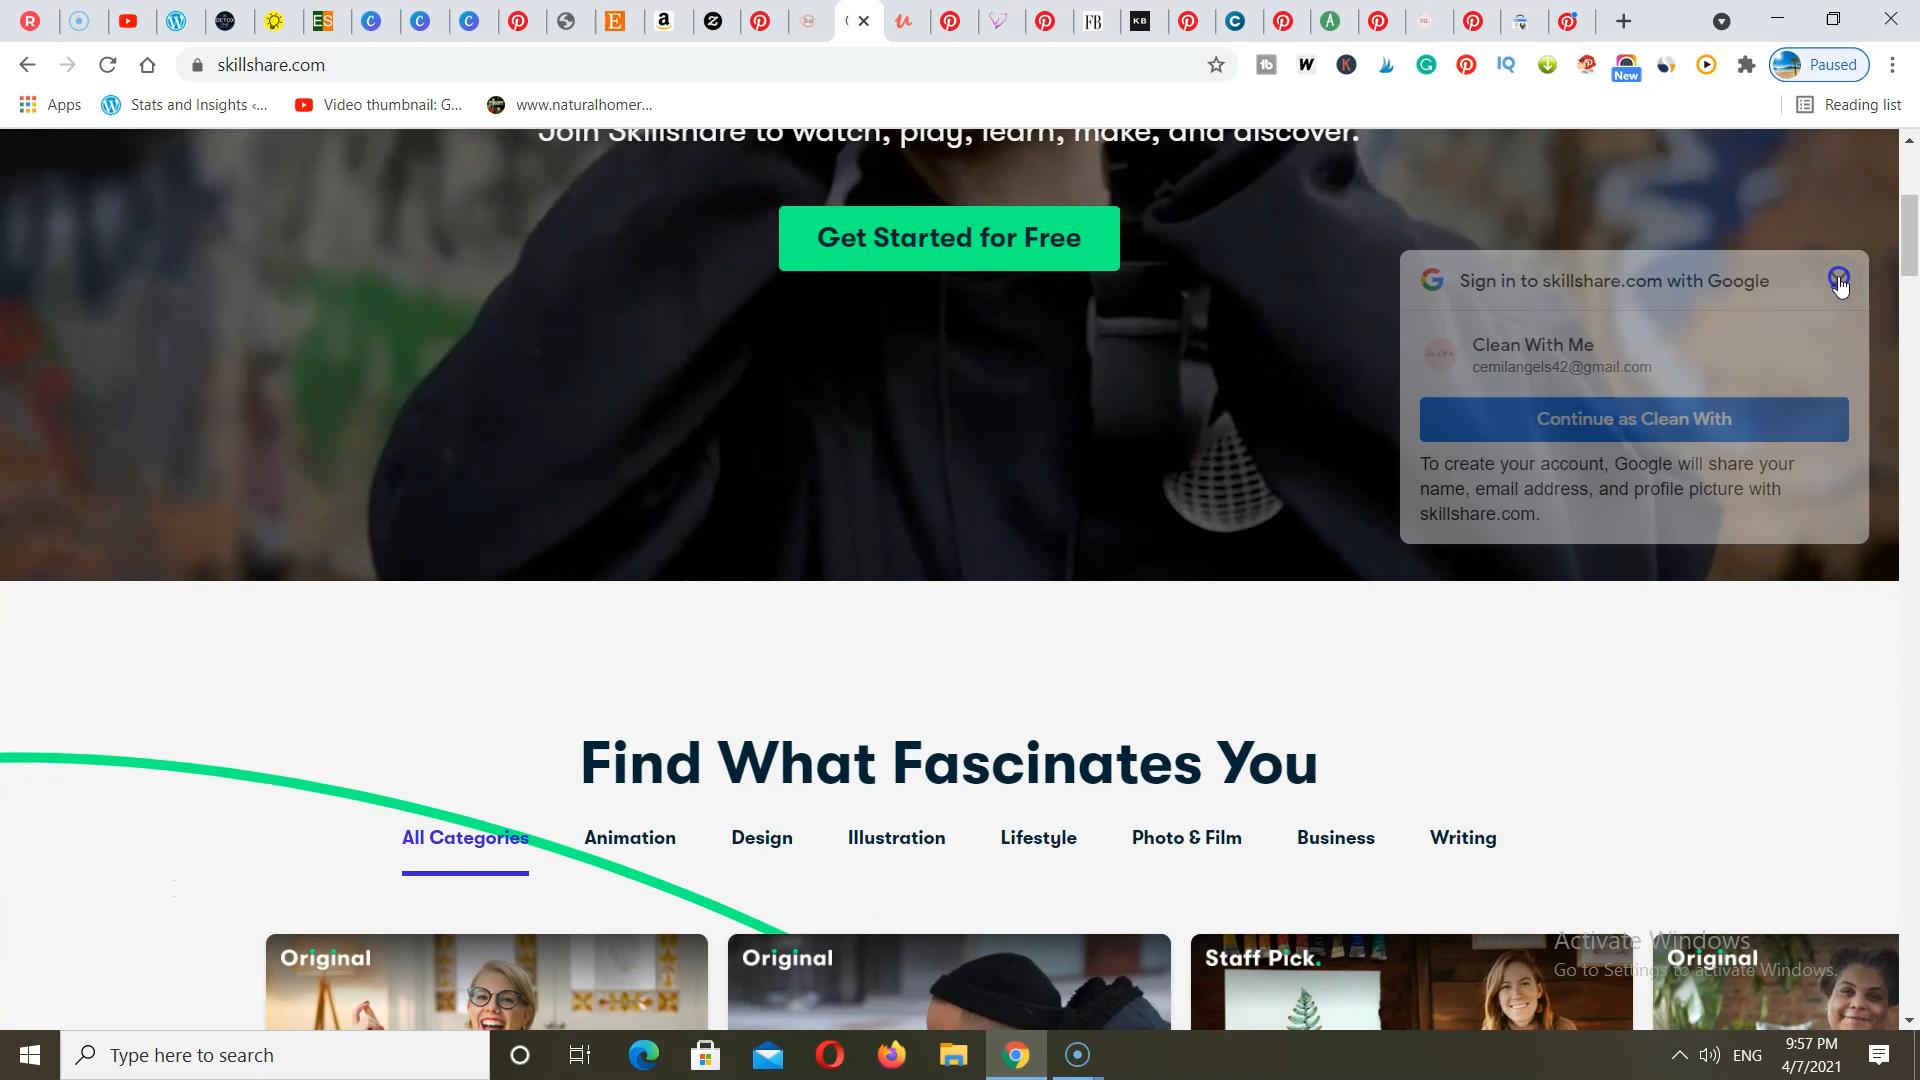 skillshare.com
Paused
New
Apps
Stats and Insights <...
Video thumbnail: G...
www.naturalhomer...
Reading list
Join Skillshare to watch, play, learn, make, and discover.
Get Started for Free
Sign in to skillshare.com with Google
Clean With Me
cemilangels42@gmail.com
Continue as Clean With
To create your account, Google will share your
name, email address, and profile picture with
skillshare.com.
Find What Fascinates You
All Categories
Animation
Design
Illustration
Lifestyle
Photo & Film
Business
Writing
Original
Original
Staff Pick.
Original
Activate Windows
Go to Settings to activate Windows.
Type here to search
ENG
9:57 PM
4/7/2021